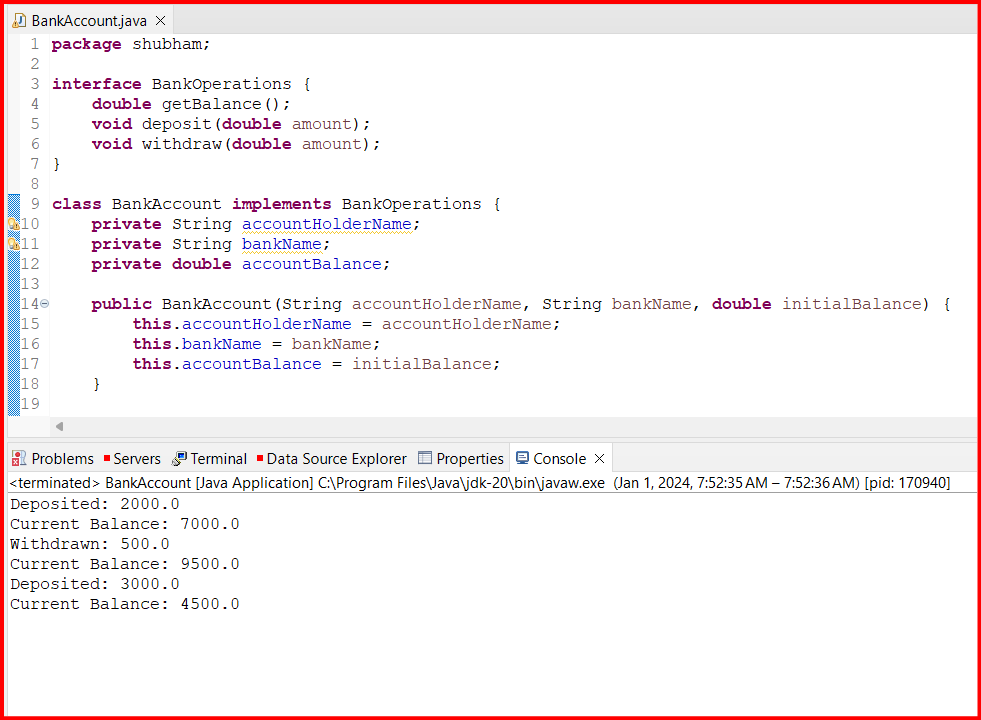 BankAccount.java
1 package shubham;
2
3 interface BankOperations {
4     double getBalance();
5     void deposit(double amount);
6     void withdraw(double amount);
7 }
8
9 class BankAccount implements BankOperations {
10     private String accountHolderName;
11     private String bankName;
12     private double accountBalance;
13
14     public BankAccount(String accountHolderName, String bankName, double initialBalance) {
15         this.accountHolderName = accountHolderName;
16         this.bankName = bankName;
17         this.accountBalance = initialBalance;
18     }
19
Problems Servers Terminal Data Source Explorer Properties Console
<terminated> BankAccount [Java Application] C:\Program Files\Java\jdk-20\bin\javaw.exe (Jan 1, 2024, 7:52:35 AM – 7:52:36 AM) [pid: 170940]
Deposited: 2000.0
Current Balance: 7000.0
Withdrawn: 500.0
Current Balance: 9500.0
Deposited: 3000.0
Current Balance: 4500.0